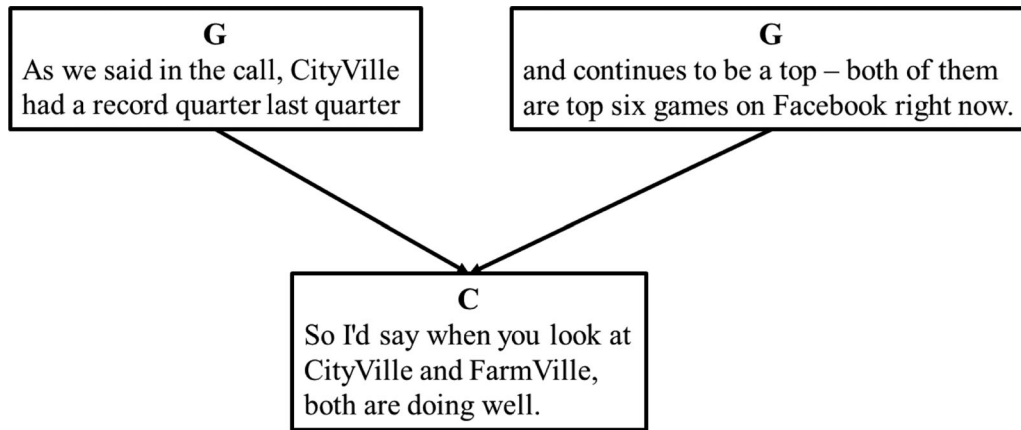 G
As we said in the call, CityVille
had a record quarter last quarter
G
and continues to be a top – both of them
are top six games on Facebook right now.
C
So I'd say when you look at
CityVille and FarmVille,
both are doing well.